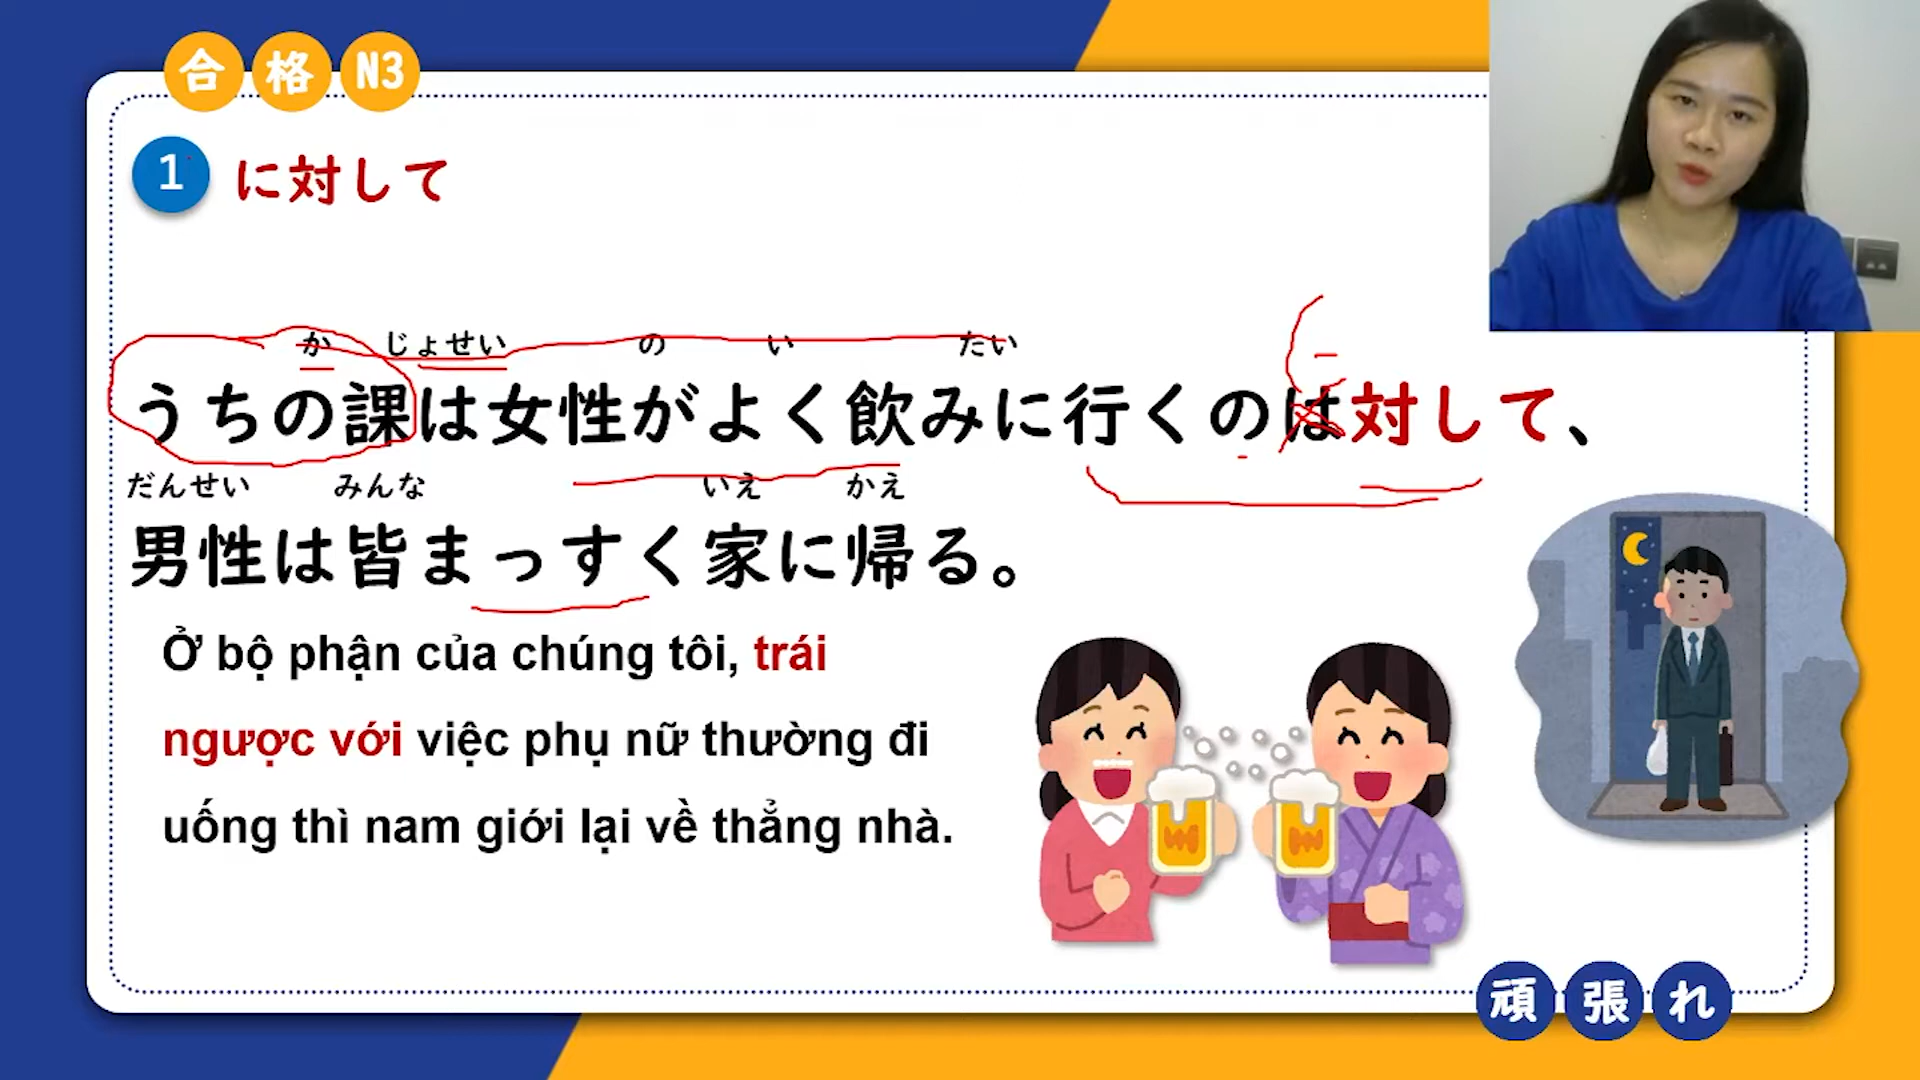 合格N3
1 に対して
か じょせい の い たい
うちの課は女性がよく飲みに行くのは対して、
だんせい みんな いえ かえ
男性は皆まっすく家に帰る。
Ở bộ phận của chúng tôi, trái
ngược với việc phụ nữ thường đi
uống thì nam giới lại về thẳng nhà.
頑張れ